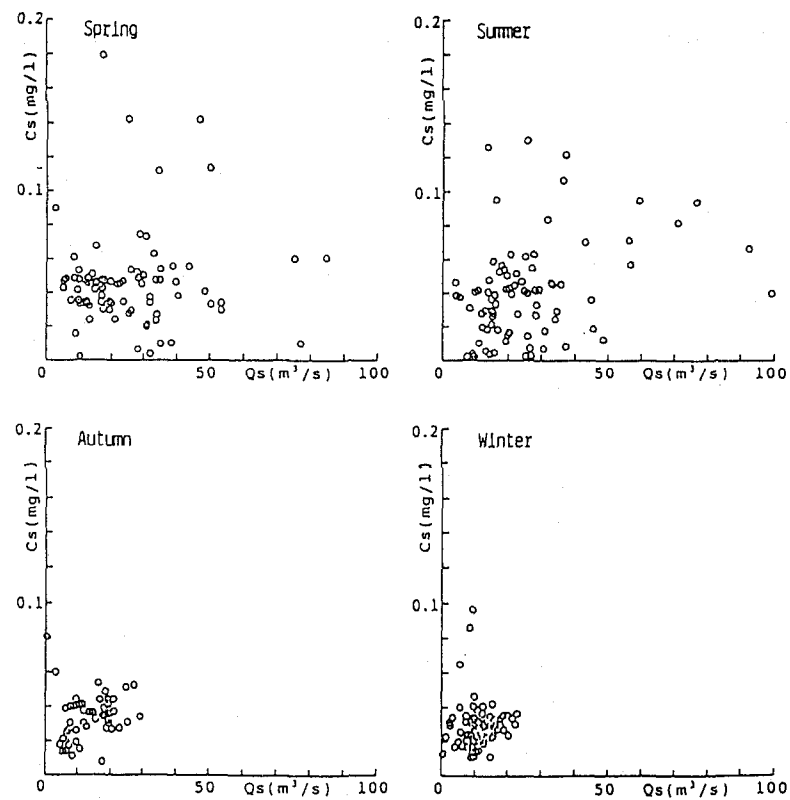 0.2
Spring
Cs(mg/l)
0.1
0 50 Qs(m³/s) 100
0.2
Summer
Cs(mg/l)
0.1
0 50 Qs(m³/s) 100
0.2
Autumn
Cs(mg/l)
0.1
0 50 Qs(m³/s) 100
0.2
Winter
Cs(mg/l)
0.1
0 50 Qs(m³/s) 100